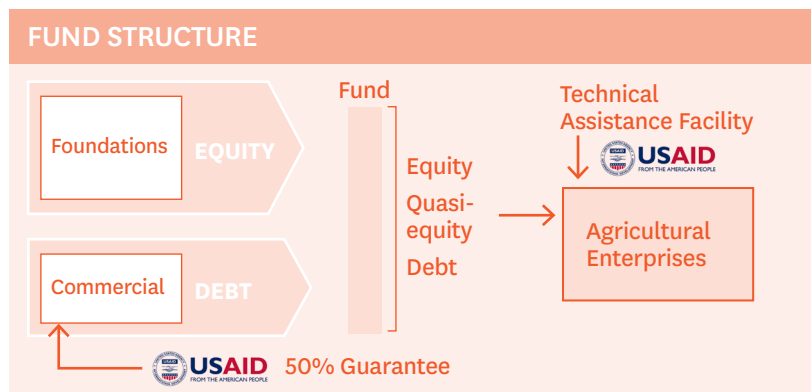 FUND STRUCTURE
Foundations
EQUITY
Commercial
DEBT
USAID
FROM THE AMERICAN PEOPLE
50% Guarantee
Fund
Equity
Quasi-
equity
Debt
Technical
Assistance Facility
USAID
FROM THE AMERICAN PEOPLE
Agricultural
Enterprises